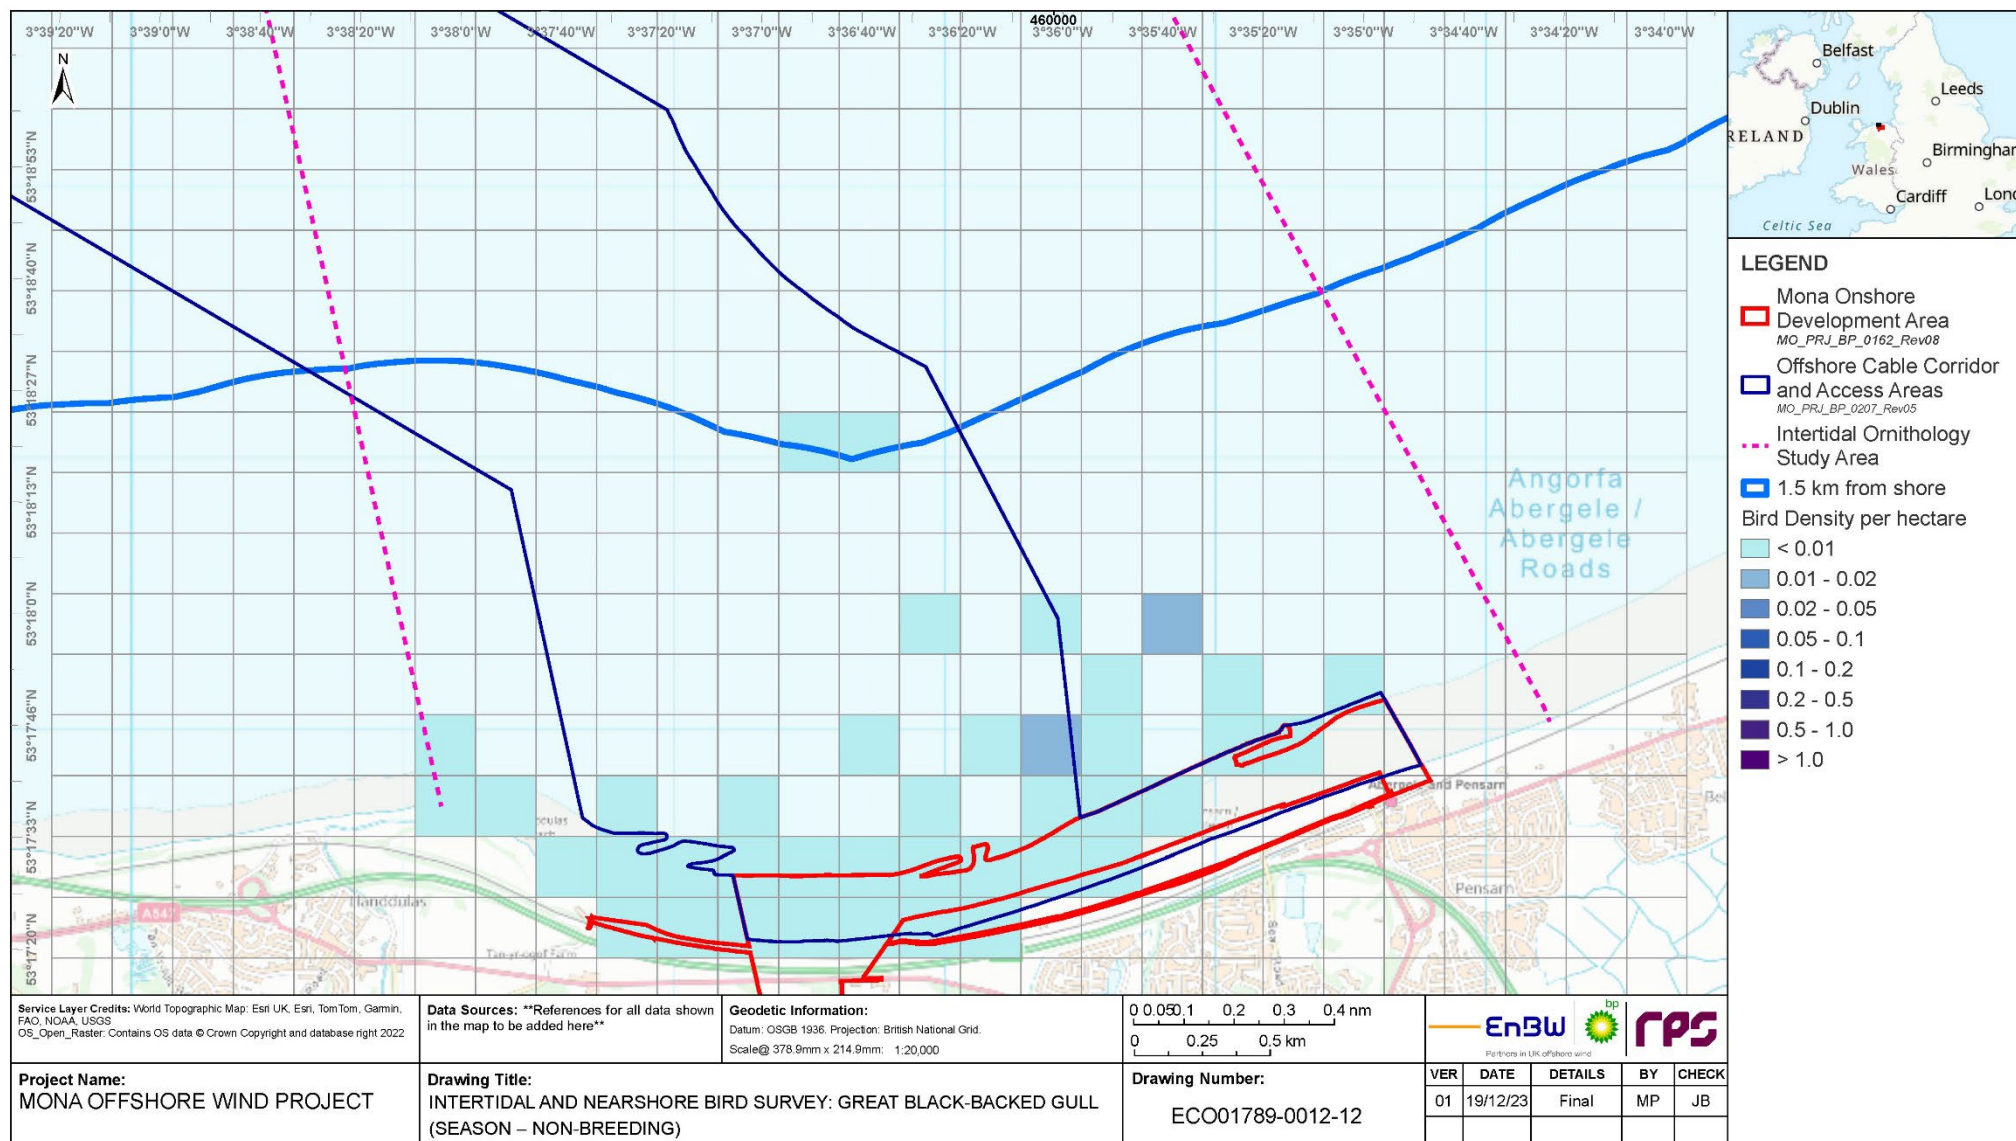 460000
3°39'20"W 3°39'0"W 3°38'40"W 3°38'20"W 3°38'0"W 3°37'40"W 3°37'20"W 3°37'0"W 3°36'40"W 3°36'20"W 3°36'0"W 3°35'40"W 3°35'20"W 3°35'0"W 3°34'40"W 3°34'20"W 3°34'0"W
N
53°18'53"N
53°18'40"N
53°18'27"N
53°18'13"N
53°18'0"N
53°17'46"N
53°17'33"N
53°17'20"N
Angorfa
Abergele /
Abergele
Roads
Abergele and Pensarn
Pensarn
Llanddulas
A547
Belfast
Leeds
Dublin
RELAND
Birminghar
Wales
Cardiff
Lond
Celtic Sea
LEGEND
Mona Onshore
Development Area
MO_PRJ_BP_0162_Rev08
Offshore Cable Corridor
and Access Areas
MO_PRJ_BP_0207_Rev05
Intertidal Ornithology
Study Area
1.5 km from shore
Bird Density per hectare
< 0.01
0.01 - 0.02
0.02 - 0.05
0.05 - 0.1
0.1 - 0.2
0.2 - 0.5
0.5 - 1.0
> 1.0
Service Layer Credits: World Topographic Map: Esri UK, Esri, TomTom, Garmin,
FAO, NOAA, USGS
OS_Open_Raster: Contains OS data © Crown Copyright and database right 2022
Data Sources: **References for all data shown
in the map to be added here**
Geodetic Information:
Datum: OSGB 1936. Projection: British National Grid.
Scale@ 378.9mm x 214.9mm: 1:20,000
0 0.05 0.1 0.2 0.3 0.4 nm
0 0.25 0.5 km
EnBW
bp
rps
Partners in UK offshore wind
Project Name:
MONA OFFSHORE WIND PROJECT
Drawing Title:
INTERTIDAL AND NEARSHORE BIRD SURVEY: GREAT BLACK-BACKED GULL
(SEASON – NON-BREEDING)
Drawing Number:
ECO01789-0012-12
VER DATE DETAILS BY CHECK
01 19/12/23 Final MP JB